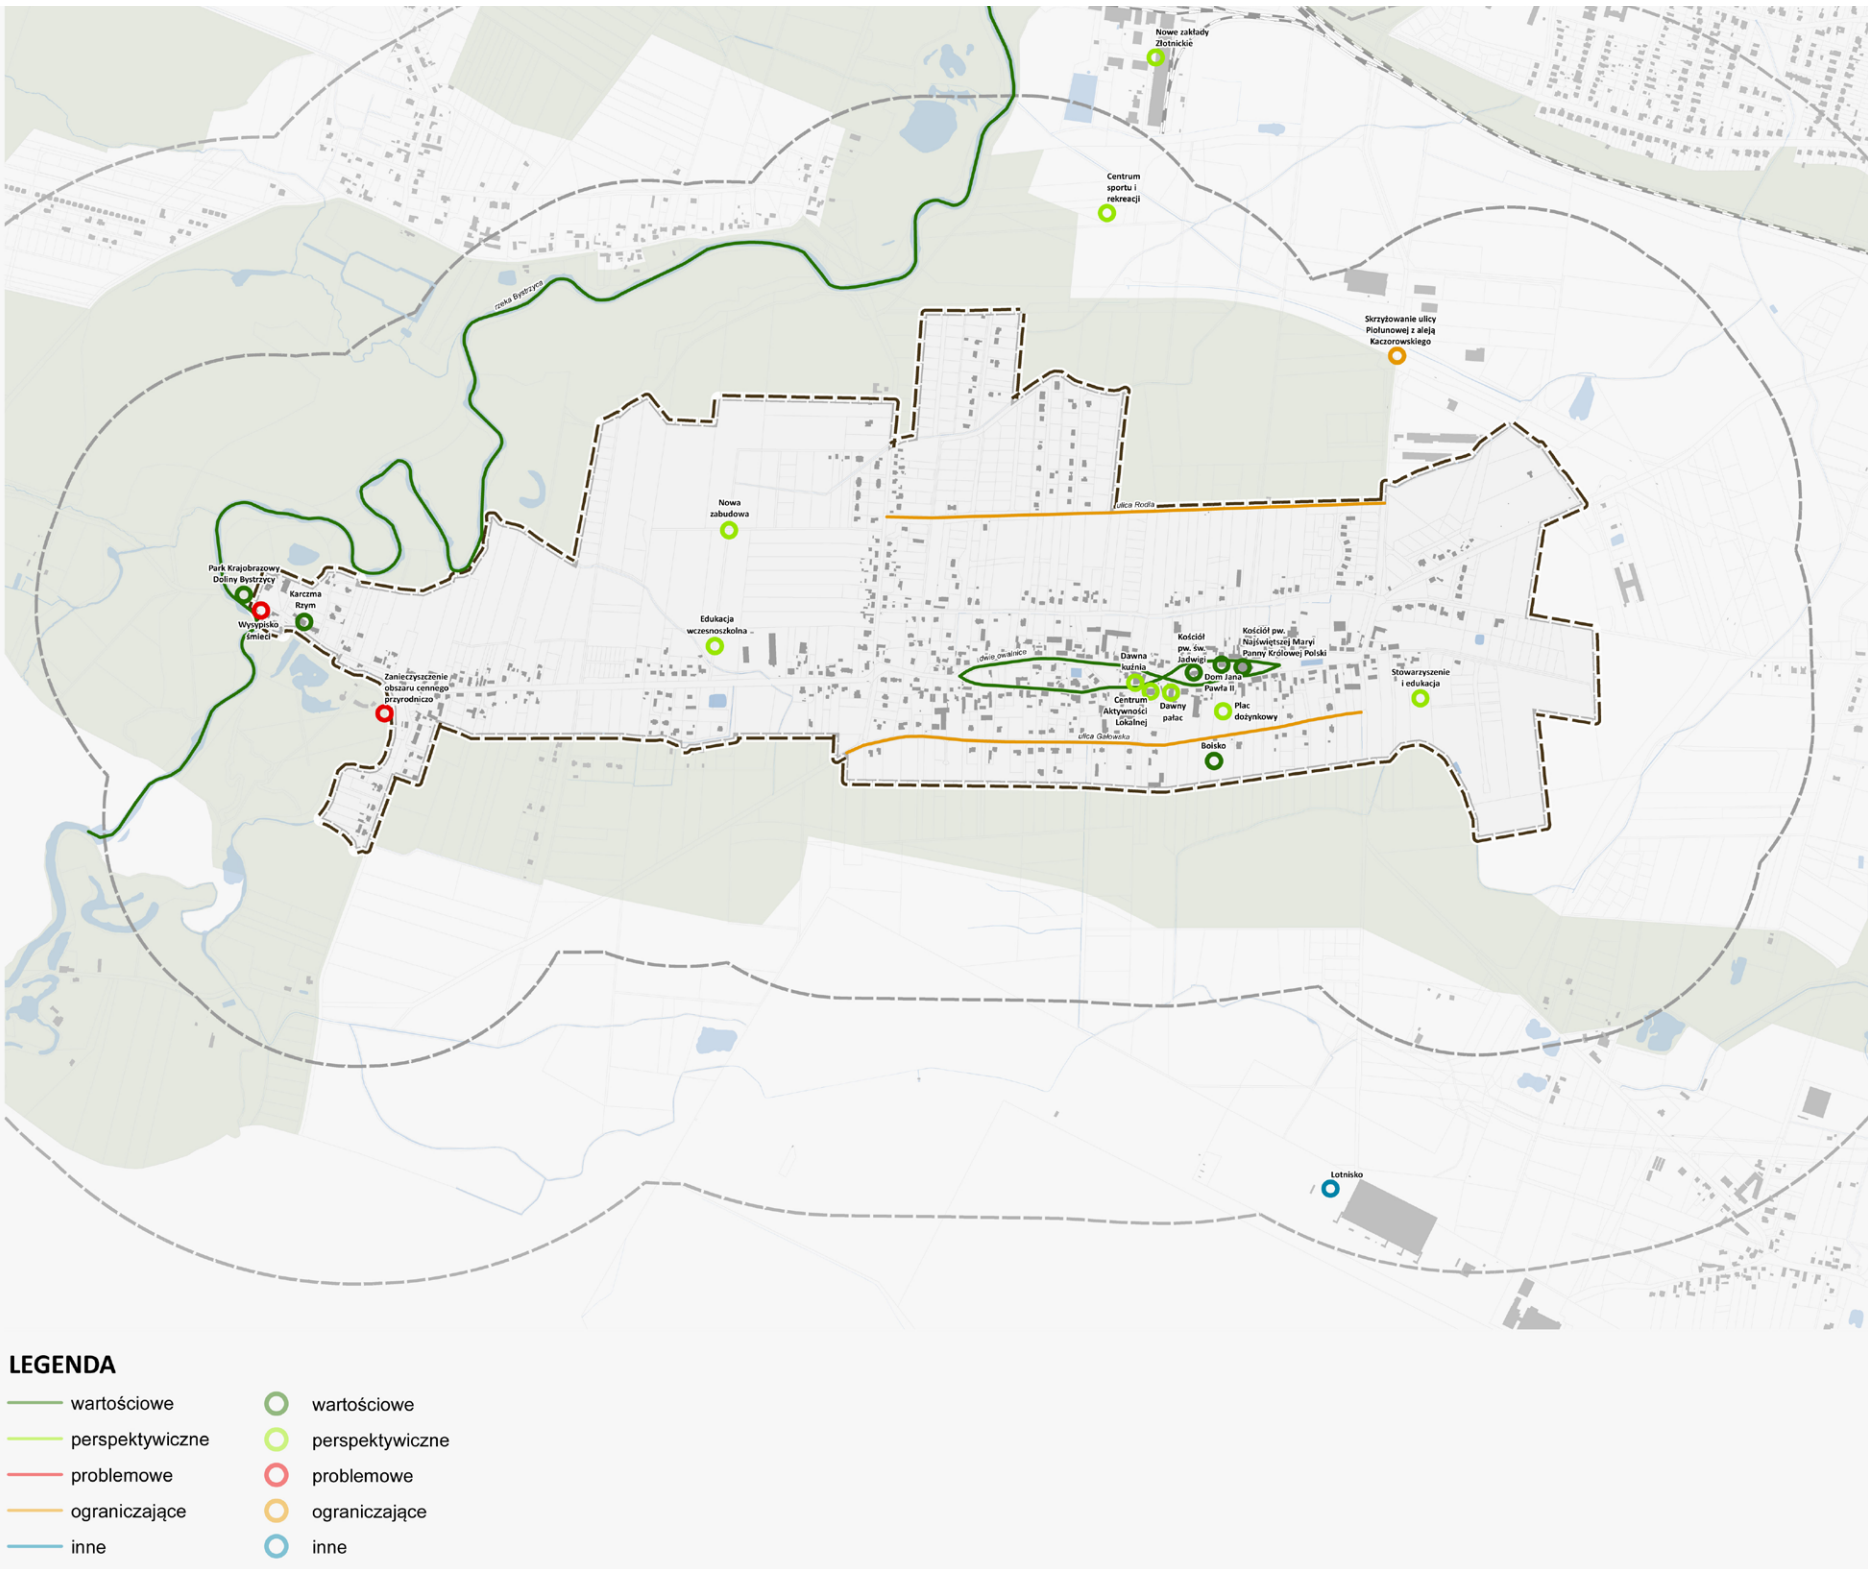 Nowe zakłady
Złotnickie
Centrum
sportu i
rekreacji
rzeka Bystrzyca
Skrzyżowanie ulicy
Piołunowej z aleją
Kaczorowskiego
Nowa
zabudowa
ulica Rodła
Park Krajobrazowy
Doliny Bystrzycy
Karczma
Rzym
Wysypisko
śmieci
Edukacja
wczesnoszkolna
Zanieczyszczenie
obszaru cennego
przyrodniczo
dwie owalnice
Dawna
kuźnia
Kościół
pw. św.
Jadwigi
Kościół pw.
Najświętszej Maryi
Panny Królowej Polski
Dom Jana
Pawła II
Stowarzyszenie
i edukacja
Centrum
Aktywności
Lokalnej
Dawny
pałac
Plac
dożynkowy
ulica Gałowska
Boisko
Lotnisko
LEGENDA
wartościowe
perspektywiczne
problemowe
ograniczające
inne
wartościowe
perspektywiczne
problemowe
ograniczające
inne